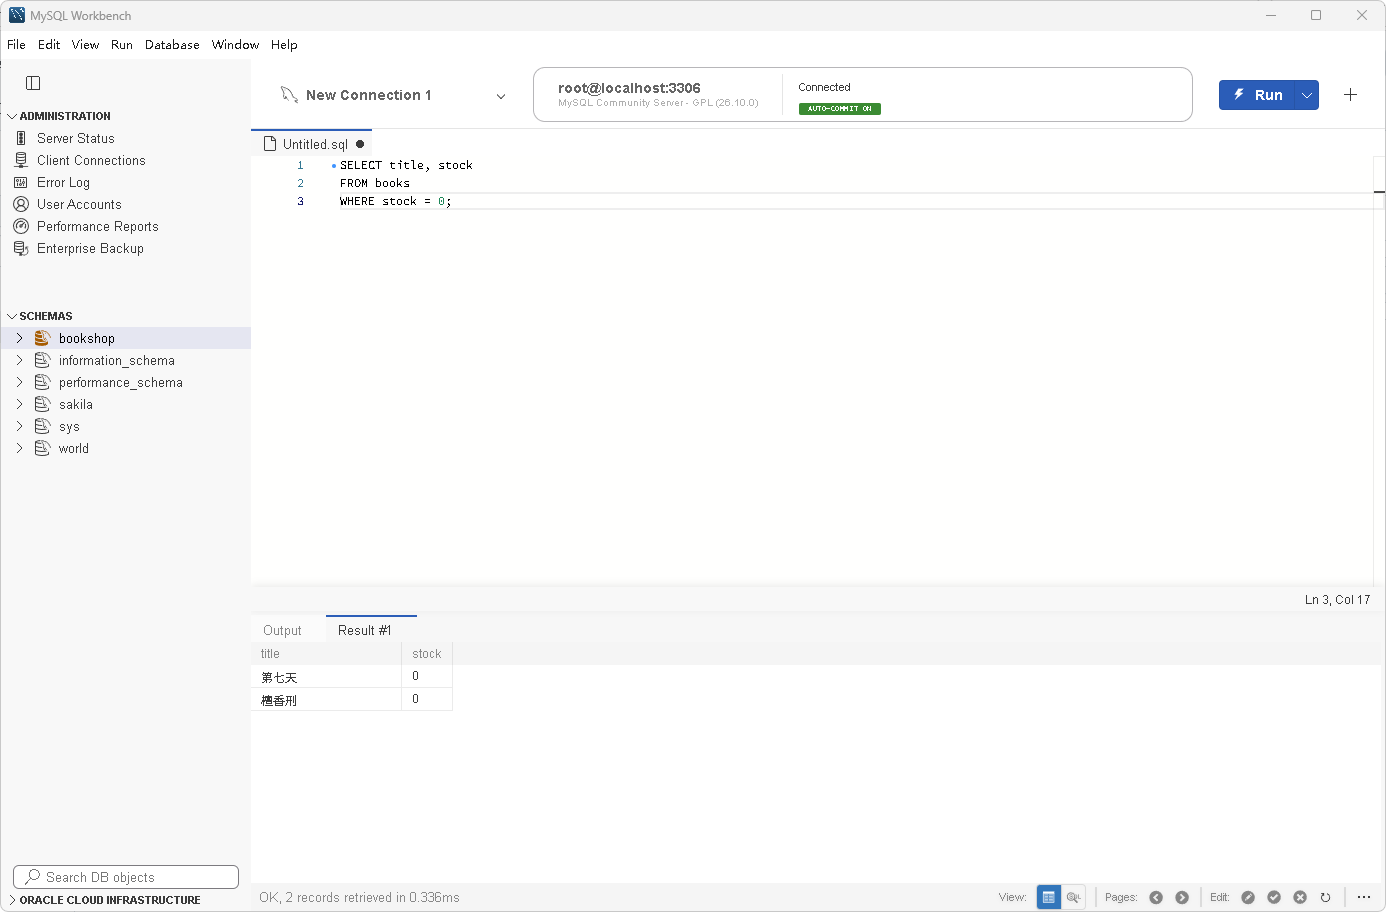 MySQL Workbench
File Edit View Run Database Window Help
New Connection 1
root@localhost:3306
MySQL Community Server - GPL (26.10.0)
Connected
AUTO-COMMIT ON
Run
ADMINISTRATION
Server Status
Client Connections
Error Log
User Accounts
Performance Reports
Enterprise Backup
SCHEMAS
bookshop
information_schema
performance_schema
sakila
sys
world
Search DB objects
ORACLE CLOUD INFRASTRUCTURE
Untitled.sql
1 SELECT title, stock
2 FROM books
3 WHERE stock = 0;
Ln 3, Col 17
Output Result #1
title stock
第七天 0
檀香刑 0
OK, 2 records retrieved in 0.336ms
View: Pages: Edit: